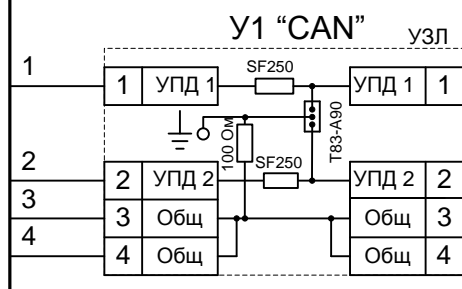 У1 “CAN”
УЗЛ
1
SF250
1 УПД 1
УПД 1 1
T83-A90
100 Ом
2
SF250
2 УПД 2
УПД 2 2
3
3 Общ
Общ 3
4
4 Общ
Общ 4